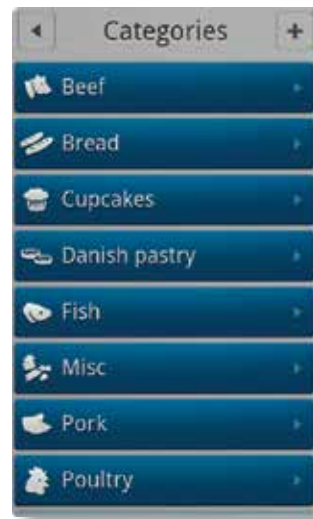 Categories
Beef
Bread
Cupcakes
Danish pastry
Fish
Misc
Pork
Poultry